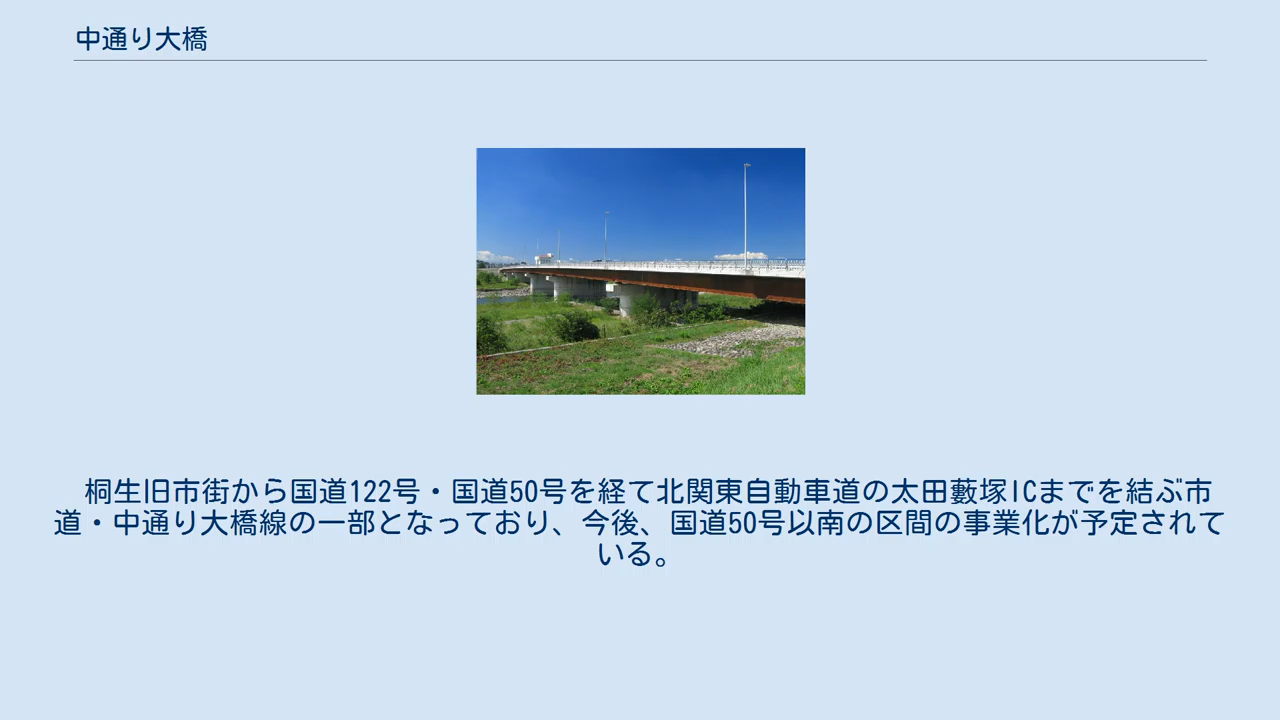 中通り大橋
桐生旧市街から国道122号・国道50号を経て北関東自動車道の太田藪塚ICまでを結ぶ市
道・中通り大橋線の一部となっており、今後、国道50号以南の区間の事業化が予定されて
いる。